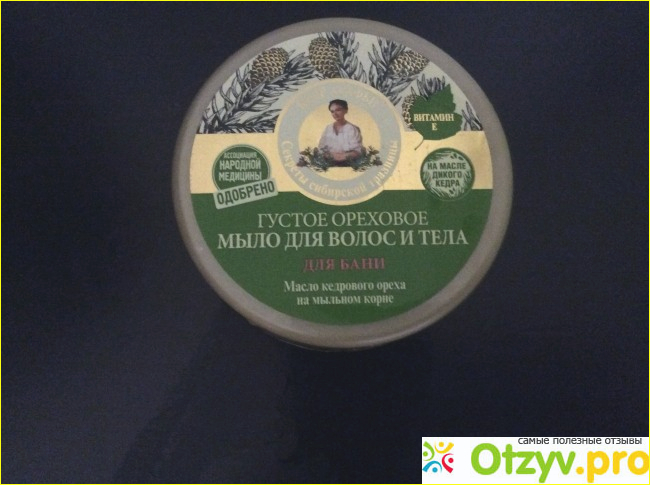 ВИТАМИН
Е
АССОЦИАЦИЯ
НАРОДНОЙ
МЕДИЦИНЫ
ОДОБРЕНО
Секреты сибирской травницы
НА МАСЛЕ
ДИКОГО
КЕДРА
ГУСТОЕ ОРЕХОВОЕ
МЫЛО ДЛЯ ВОЛОС И ТЕЛА
ДЛЯ БАНИ
Масло кедрового ореха
на мыльном корне
самые полезные отзывы
Otzyv.pro